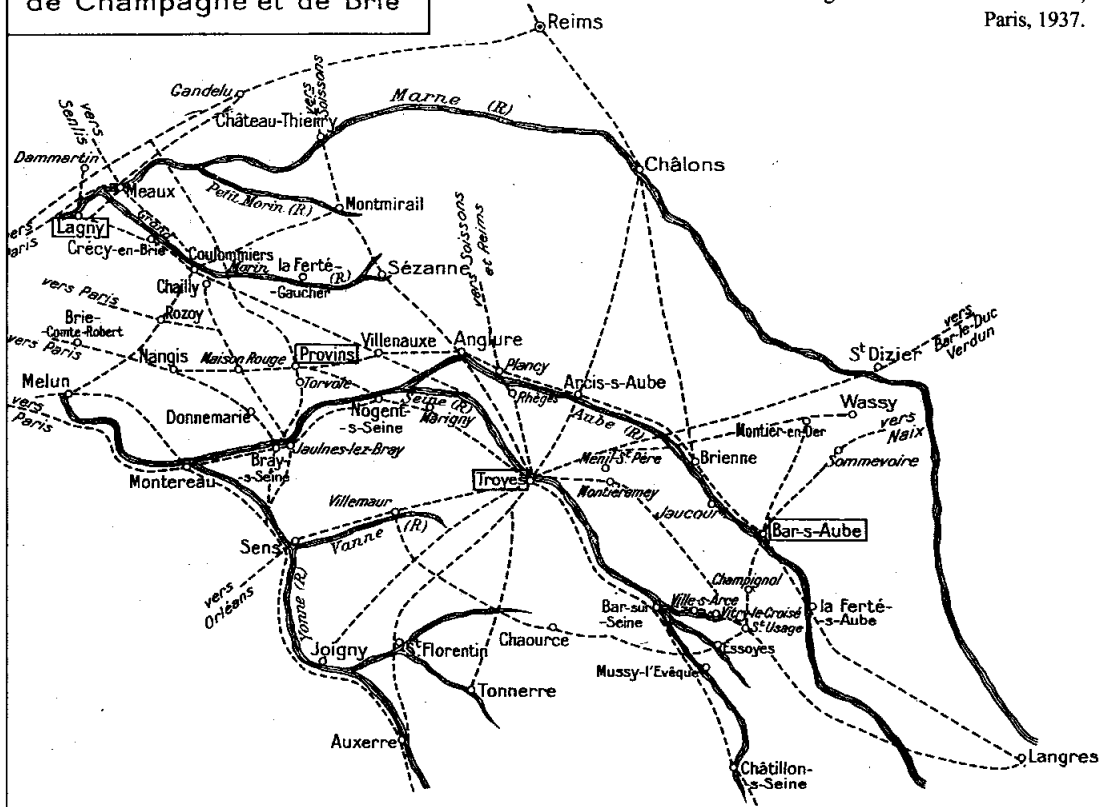 de Champagne et de Brie
Paris, 1937.
Reims
Gandelu
vers
Soissons
Marne (R)
vers
Senlis
Château-Thierry
Dammartin
Châlons
Meaux
Petit Morin (R)
Montmirail
vers
Paris
Lagny
Grand
Crécy-en-Brie
Coulommiers
Morin
la Ferté-
-Gaucher
(R)
Sézanne
vers Soissons
et Reims
Chailly
vers Paris
Rozoy
Brie-
-Comte-Robert
vers Paris
Nangis
Maison Rouge
Provins
Villenauxe
Anglure
Plancy
vers
Bar-le-Duc
Verdun
St Dizier
Melun
Torvoie
Rhèges
Arcis-s-Aube
vers
Paris
Donnemarie
Nogent-
-s-Seine
Seine (R)
Marigny
Aube (R)
Wassy
Montier-en-Der
vers
Naix
Bray-
-s-Seine
Jaulnes-lez-Bray
Brienne
Sommevoire
Montereau
Troyes
Ménil-St Père
Montieramey
Villemaur
Jaucourt
Bar-s-Aube
Sens
Vanne (R)
vers
Orléans
Yonne (R)
Champignol
Bar-sur
-Seine
Ville-s-Arce
Vitry-le-Croisé
St Usage
la Ferté-
-s-Aube
Chaource
Joigny
St Florentin
Essoyes
Mussy-l'Evêque
Tonnerre
Auxerre
Châtillon-
-s-Seine
Langres